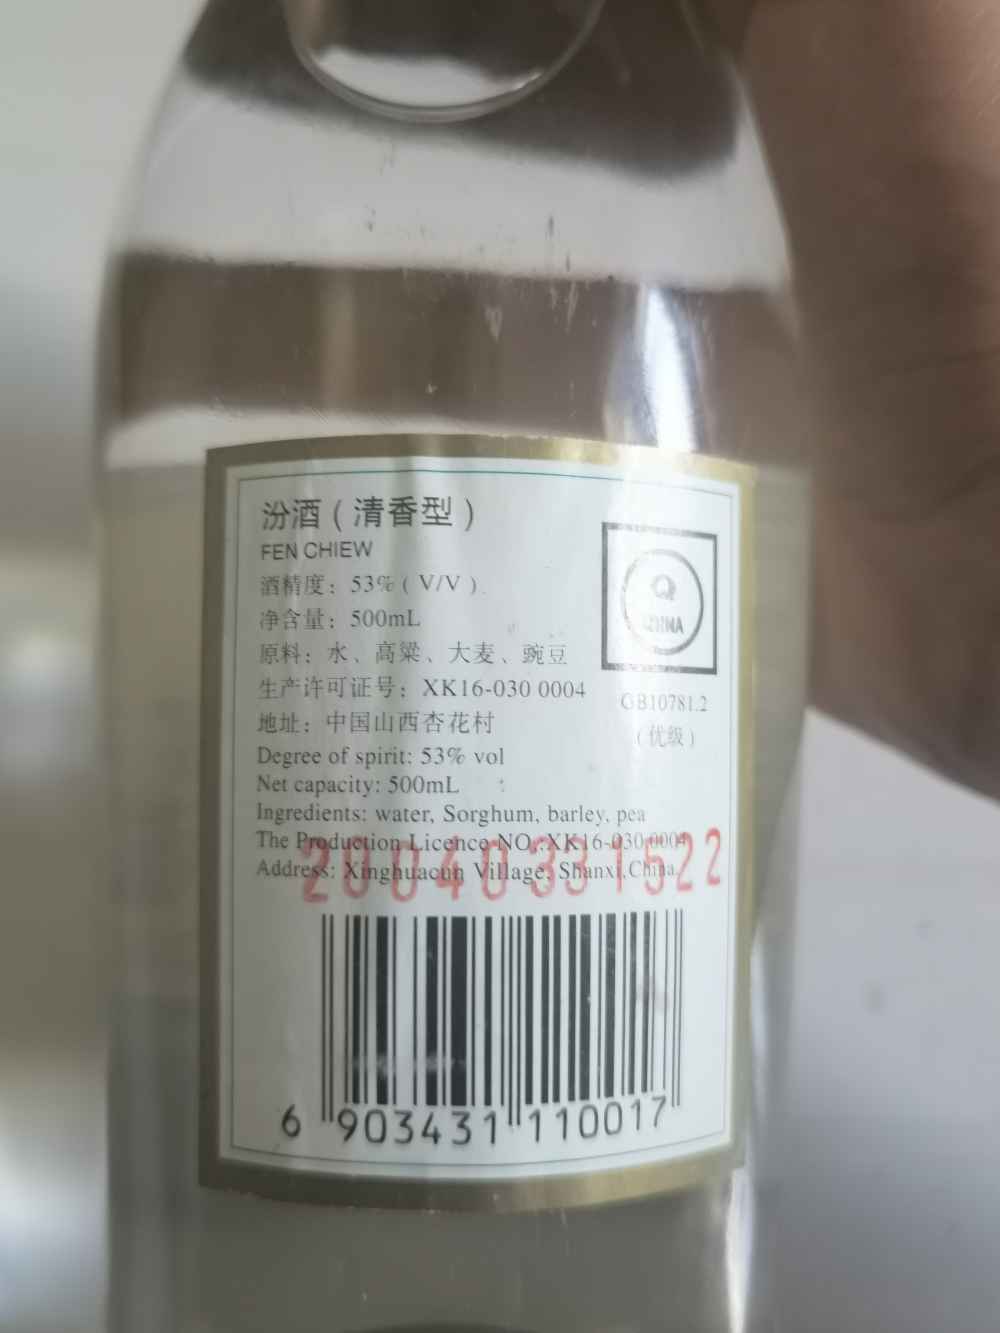 汾酒(清香型)
FEN CHIEW
酒精度：53%(V/V)
净含量：500mL
原料：水、高粱、大麦、豌豆
生产许可证号：XK16-030 0004
地址：中国山西杏花村
Q
CHINA
GB10781.2
(优级)
Degree of spirit: 53% vol
Net capacity: 500mL
Ingredients: water, Sorghum, barley, pea
The Production Licence NO.:XK16-030 0004
Address: Xinghuacun Village, Shanxi,China.
20040331522
6 903431 110017